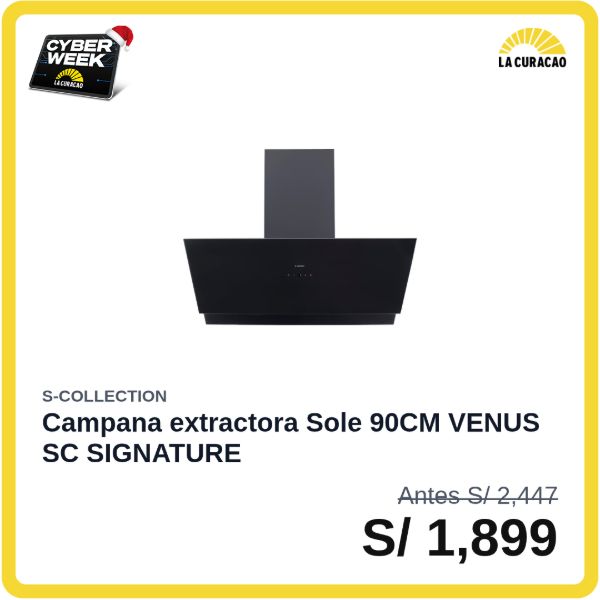 CYBER
WEEK
LA CURACAO
LA CURACAO
S-COLLECTION
Campana extractora Sole 90CM VENUS
SC SIGNATURE
Antes S/ 2,447
S/ 1,899